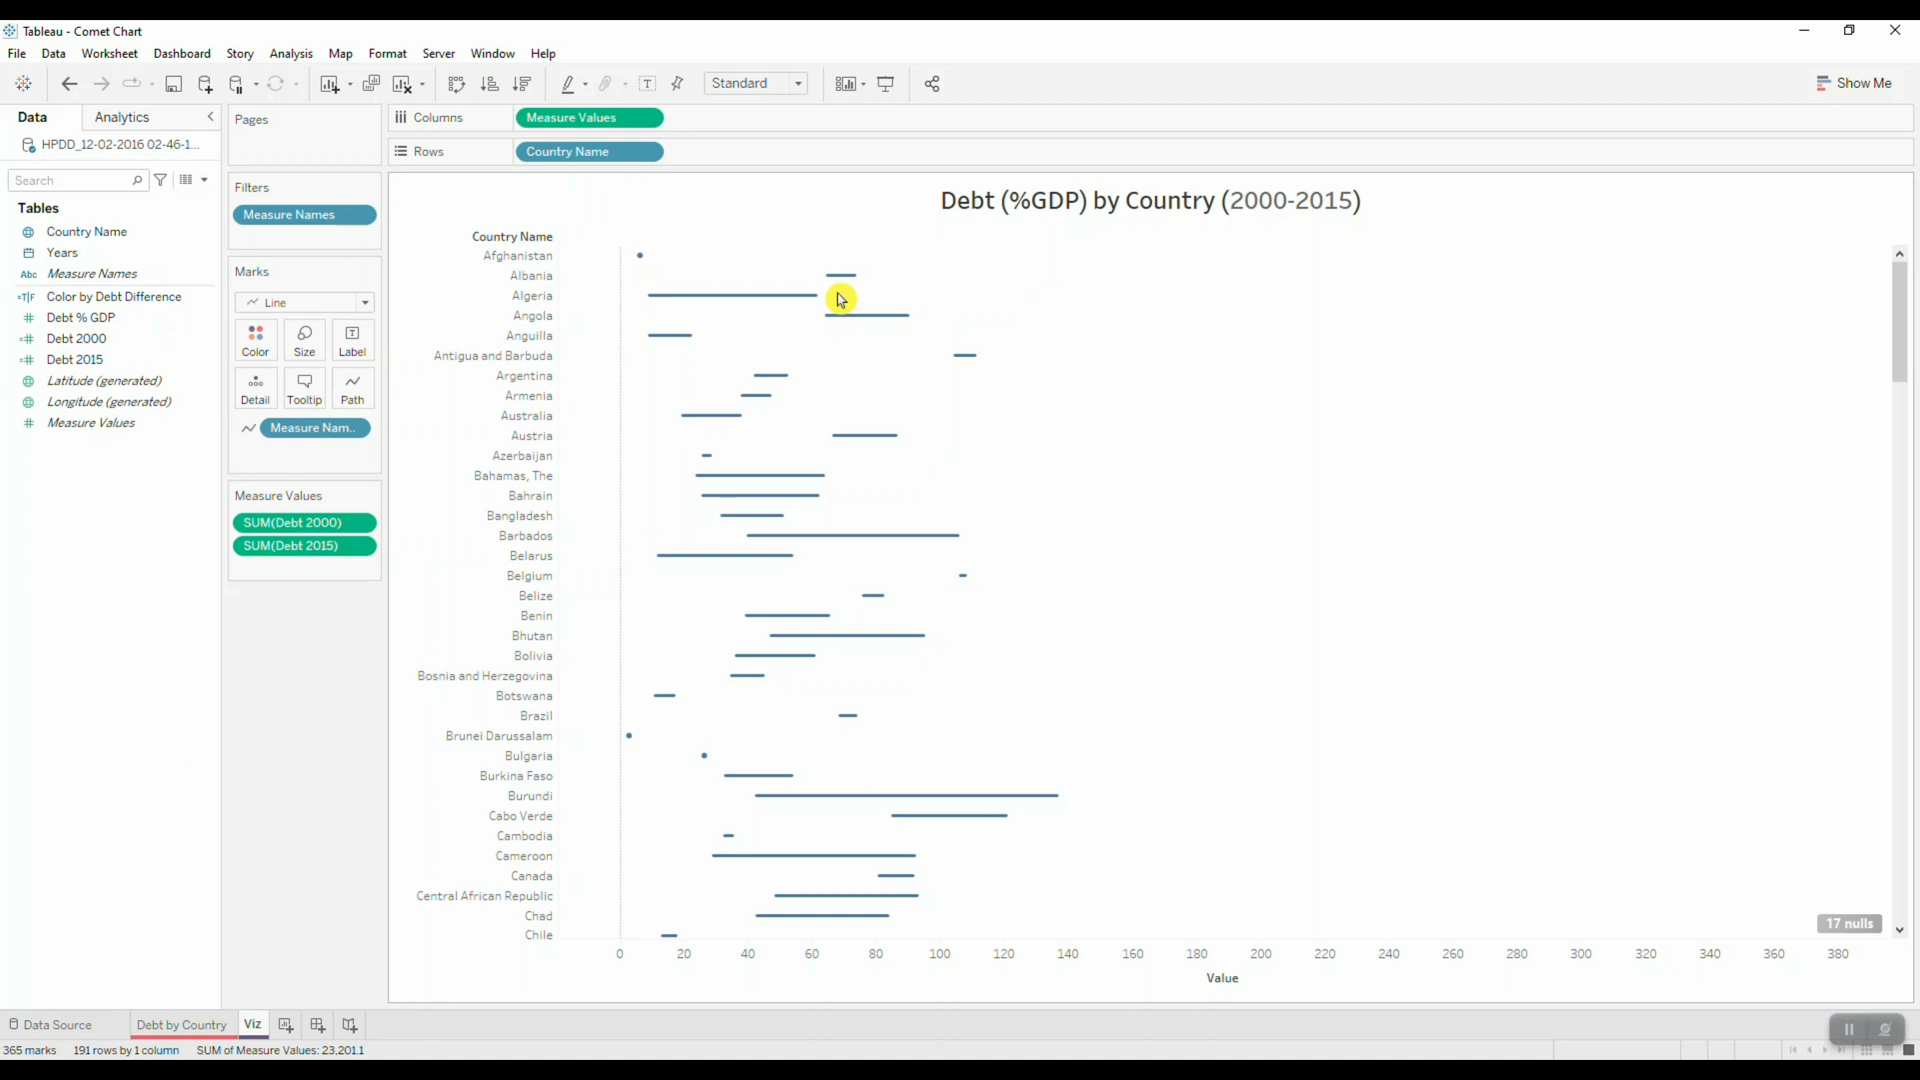 Tableau - Comet Chart
File Data Worksheet Dashboard Story Analysis Map Format Server Window Help
Standard
Show Me
Data Analytics
HPDD_12-02-2016 02-46-1...
Search
Tables
Country Name
Years
Abc Measure Names
=T|F Color by Debt Difference
# Debt % GDP
=# Debt 2000
=# Debt 2015
Latitude (generated)
Longitude (generated)
# Measure Values
Pages
Filters
Measure Names
Marks
Line
Color Size Label
Detail Tooltip Path
Measure Nam..
Measure Values
SUM(Debt 2000)
SUM(Debt 2015)
Columns Measure Values
Rows Country Name
Debt (%GDP) by Country (2000-2015)
Country Name
Afghanistan
Albania
Algeria
Angola
Anguilla
Antigua and Barbuda
Argentina
Armenia
Australia
Austria
Azerbaijan
Bahamas, The
Bahrain
Bangladesh
Barbados
Belarus
Belgium
Belize
Benin
Bhutan
Bolivia
Bosnia and Herzegovina
Botswana
Brazil
Brunei Darussalam
Bulgaria
Burkina Faso
Burundi
Cabo Verde
Cambodia
Cameroon
Canada
Central African Republic
Chad
Chile
17 nulls
0 20 40 60 80 100 120 140 160 180 200 220 240 260 280 300 320 340 360 380
Value
Data Source Debt by Country Viz
365 marks 191 rows by 1 column SUM of Measure Values: 23,201.1